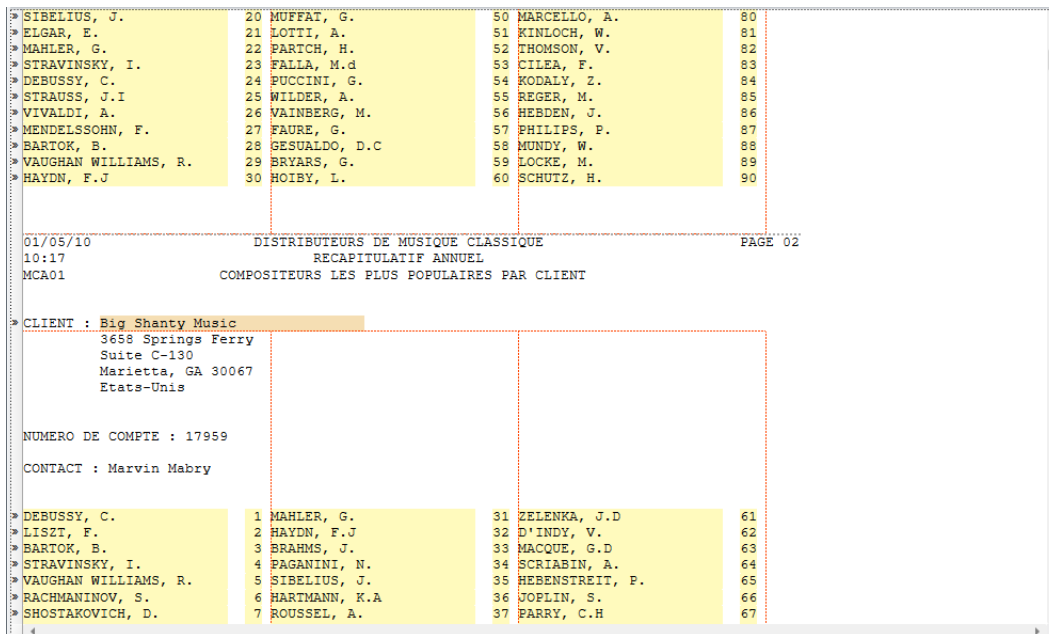 SIBELIUS, J. 20 MUFFAT, G. 50 MARCELLO, A. 80
ELGAR, E. 21 LOTTI, A. 51 KINLOCH, W. 81
MAHLER, G. 22 PARTCH, H. 52 THOMSON, V. 82
STRAVINSKY, I. 23 FALLA, M.d 53 CILEA, F. 83
DEBUSSY, C. 24 PUCCINI, G. 54 KODALY, Z. 84
STRAUSS, J.I 25 WILDER, A. 55 REGER, M. 85
VIVALDI, A. 26 VAINBERG, M. 56 HEBDEN, J. 86
MENDELSSOHN, F. 27 FAURE, G. 57 PHILIPS, P. 87
BARTOK, B. 28 GESUALDO, D.C 58 MUNDY, W. 88
VAUGHAN WILLIAMS, R. 29 BRYARS, G. 59 LOCKE, M. 89
HAYDN, F.J 30 HOIBY, L. 60 SCHUTZ, H. 90
01/05/10 DISTRIBUTEURS DE MUSIQUE CLASSIQUE PAGE 02
10:17 RECAPITULATIF ANNUEL
MCA01 COMPOSITEURS LES PLUS POPULAIRES PAR CLIENT
CLIENT : Big Shanty Music
3658 Springs Ferry
Suite C-130
Marietta, GA 30067
Etats-Unis
NUMERO DE COMPTE : 17959
CONTACT : Marvin Mabry
DEBUSSY, C. 1 MAHLER, G. 31 ZELENKA, J.D 61
LISZT, F. 2 HAYDN, F.J 32 D'INDY, V. 62
BARTOK, B. 3 BRAHMS, J. 33 MACQUE, G.D 63
STRAVINSKY, I. 4 PAGANINI, N. 34 SCRIABIN, A. 64
VAUGHAN WILLIAMS, R. 5 SIBELIUS, J. 35 HEBENSTREIT, P. 65
RACHMANINOV, S. 6 HARTMANN, K.A 36 JOPLIN, S. 66
SHOSTAKOVICH, D. 7 ROUSSEL, A. 37 PARRY, C.H 67